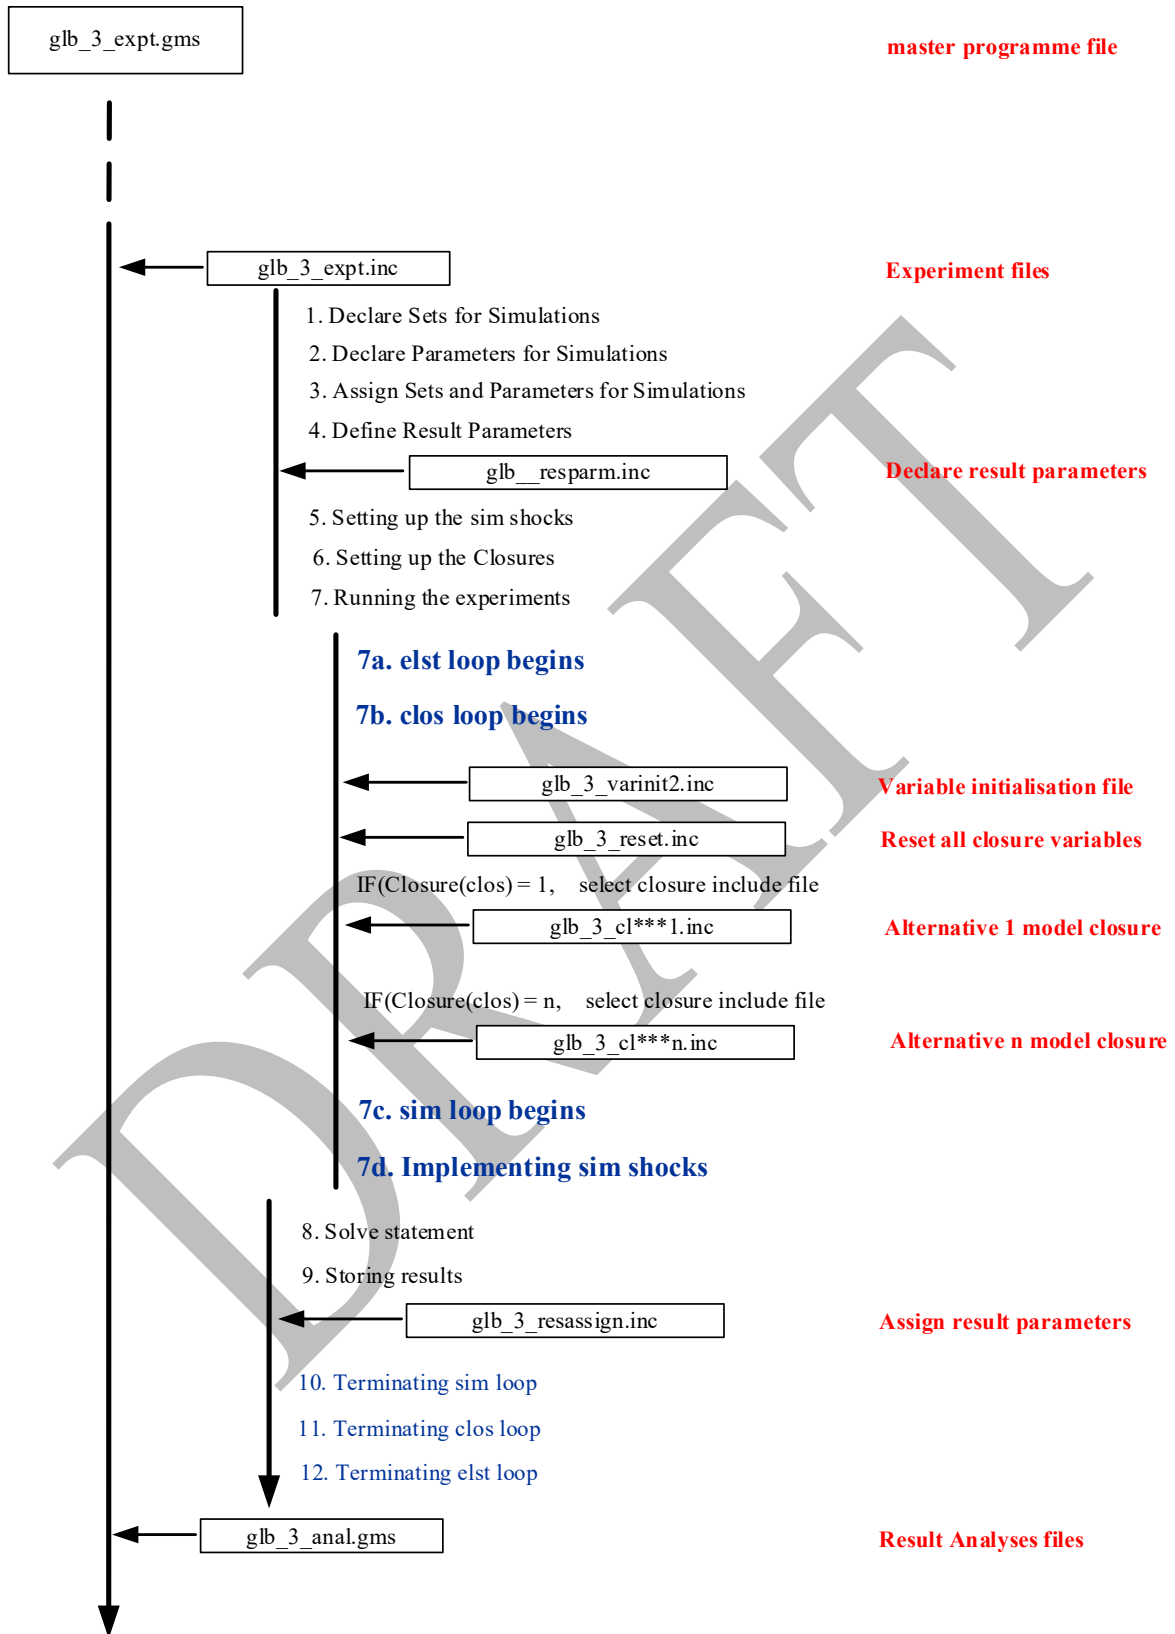 glb_3_expt.gms
master programme file
glb_3_expt.inc
Experiment files
1. Declare Sets for Simulations
2. Declare Parameters for Simulations
3. Assign Sets and Parameters for Simulations
4. Define Result Parameters
glb__resparm.inc
Declare result parameters
5. Setting up the sim shocks
6. Setting up the Closures
7. Running the experiments
7a. elst loop begins
7b. clos loop begins
glb_3_varinit2.inc
Variable initialisation file
glb_3_reset.inc
Reset all closure variables
IF(Closure(clos) = 1, select closure include file
glb_3_cl***1.inc
Alternative 1 model closure
IF(Closure(clos) = n, select closure include file
glb_3_cl***n.inc
Alternative n model closure
7c. sim loop begins
7d. Implementing sim shocks
8. Solve statement
9. Storing results
glb_3_resassign.inc
Assign result parameters
10. Terminating sim loop
11. Terminating clos loop
12. Terminating elst loop
glb_3_anal.gms
Result Analyses files
DRAFT